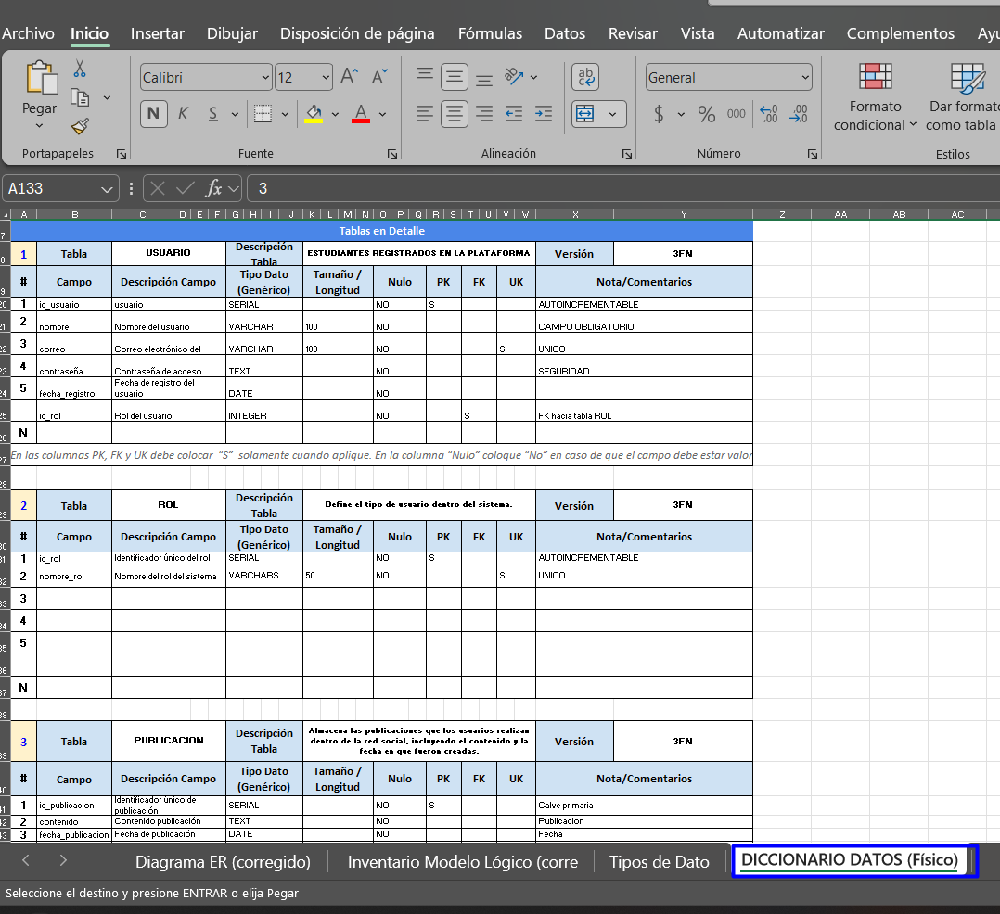 Archivo Inicio Insertar Dibujar Disposición de página Fórmulas Datos Revisar Vista Automatizar Complementos Ayu
Calibri 12 General
Pegar N K S A $ % 000
Formato condicional
Dar formato como tabla
Portapapeles Fuente Alineación Número Estilos
A133 fx 3
A B C D E F G H I J K L M N O P Q R S T U V W X Y Z AA AB AC
Tablas en Detalle
1 Tabla USUARIO Descripción Tabla ESTUDIANTES REGISTRADOS EN LA PLATAFORMA Versión 3FN
# Campo Descripción Campo Tipo Dato (Genérico) Tamaño / Longitud Nulo PK FK UK Nota/Comentarios
1 id_usuario usuario SERIAL NO S AUTOINCREMENTABLE
2 nombre Nombre del usuario VARCHAR 100 NO CAMPO OBLIGATORIO
3 correo Correo electrónico del VARCHAR 100 NO S UNICO
4 contraseña Contraseña de acceso TEXT NO SEGURIDAD
5 fecha_registro Fecha de registro del usuario DATE NO
id_rol Rol del usuario INTEGER NO S FK hacia tabla ROL
N
En las columnas PK, FK y UK debe colocar “S” solamente cuando aplique. En la columna “Nulo” coloque “No” en caso de que el campo debe estar valor
2 Tabla ROL Descripción Tabla Define el tipo de usuario dentro del sistema. Versión 3FN
# Campo Descripción Campo Tipo Dato (Genérico) Tamaño / Longitud Nulo PK FK UK Nota/Comentarios
1 id_rol Identificador único del rol SERIAL NO S AUTOINCREMENTABLE
2 nombre_rol Nombre del rol del sistema VARCHARS 50 NO S UNICO
3
4
5
N
3 Tabla PUBLICACION Descripción Tabla Almacena las publicaciones que los usuarios realizan dentro de la red social, incluyendo el contenido y la fecha en que fueron creadas. Versión 3FN
# Campo Descripción Campo Tipo Dato (Genérico) Tamaño / Longitud Nulo PK FK UK Nota/Comentarios
1 id_publicacion Identificador único de publicación SERIAL NO S Calve primaria
2 contenido Contenido publicación TEXT NO Publicacion
3 fecha_publicacion Fecha de publicación DATE NO Fecha
Diagrama ER (corregido) Inventario Modelo Lógico (corre Tipos de Dato DICCIONARIO DATOS (Físico)
Seleccione el destino y presione ENTRAR o elija Pegar